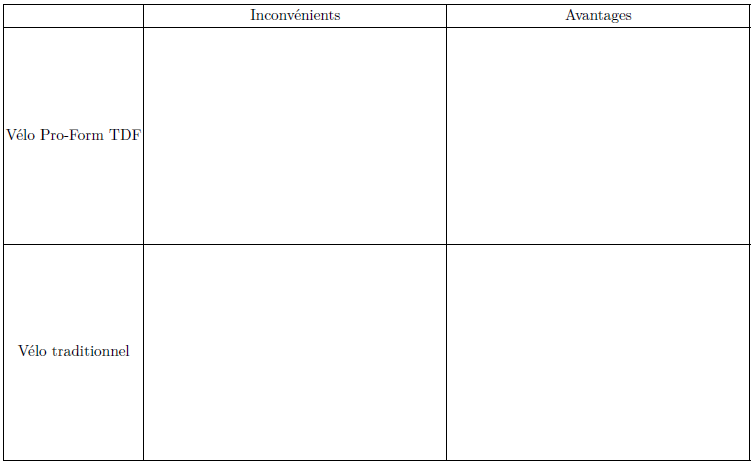 Inconvénients Avantages
Vélo Pro-Form TDF
Vélo traditionnel